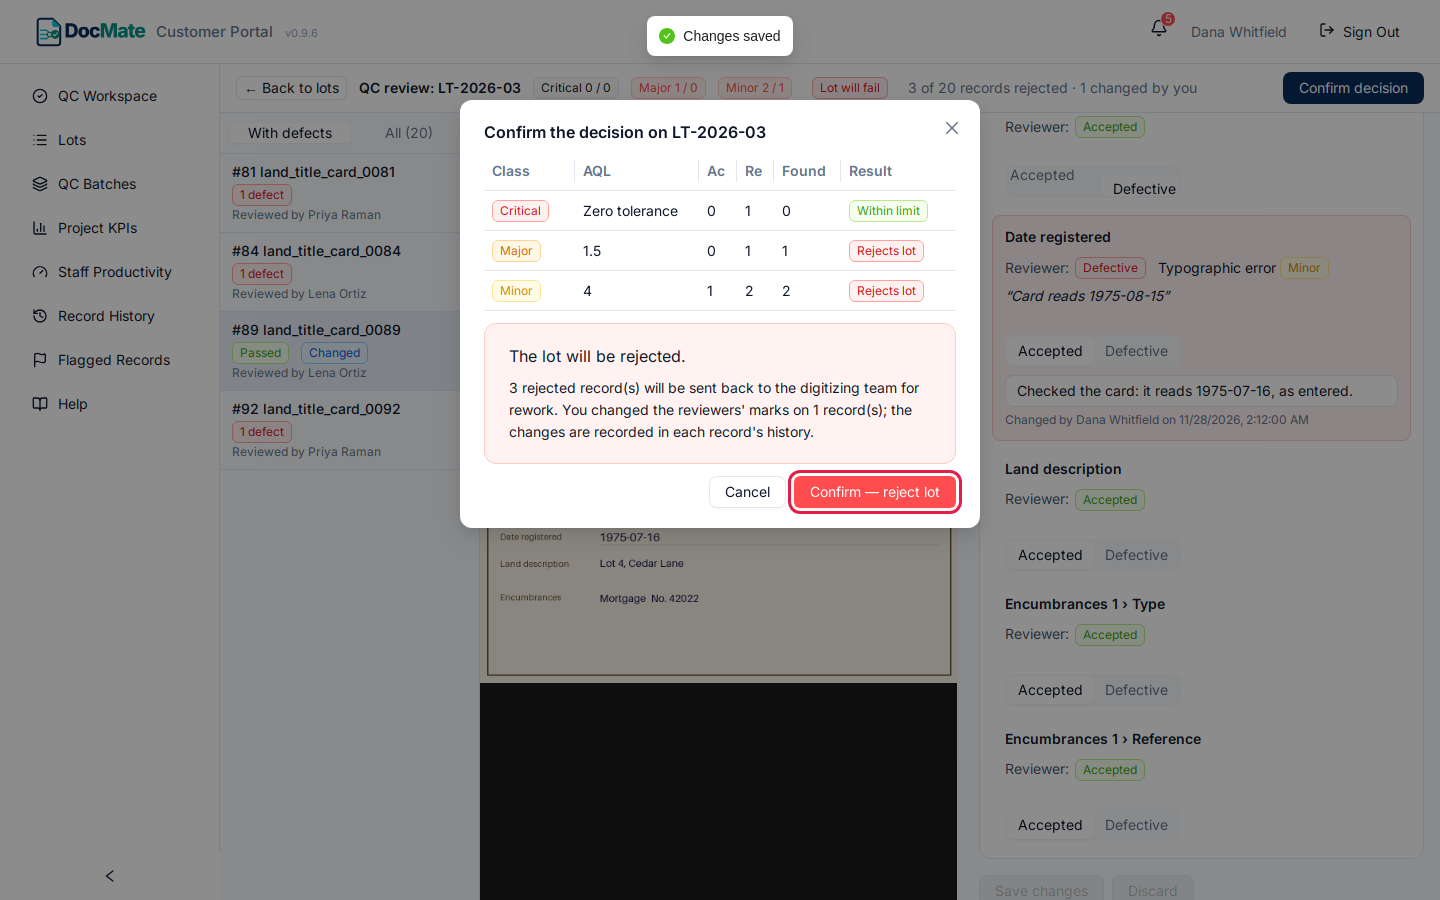 DocMate Customer Portal v0.9.6
Changes saved
5
Dana Whitfield
Sign Out
QC Workspace
Lots
QC Batches
Project KPIs
Staff Productivity
Record History
Flagged Records
Help
← Back to lots
QC review: LT-2026-03
Critical 0 / 0
Major 1 / 0
Minor 2 / 1
Lot will fail
3 of 20 records rejected · 1 changed by you
Confirm decision
With defects
All (20)
#81 land_title_card_0081
1 defect
Reviewed by Priya Raman
#84 land_title_card_0084
1 defect
Reviewed by Lena Ortiz
#89 land_title_card_0089
Passed Changed
Reviewed by Lena Ortiz
#92 land_title_card_0092
1 defect
Reviewed by Priya Raman
Confirm the decision on LT-2026-03
Class AQL Ac Re Found Result
Critical Zero tolerance 0 1 0 Within limit
Major 1.5 0 1 1 Rejects lot
Minor 4 1 2 2 Rejects lot
The lot will be rejected.
3 rejected record(s) will be sent back to the digitizing team for
rework. You changed the reviewers' marks on 1 record(s); the
changes are recorded in each record's history.
Cancel
Confirm — reject lot
Date registered 1975-07-16
Land description Lot 4, Cedar Lane
Encumbrances Mortgage No. 42022
Reviewer: Accepted
Accepted Defective
Date registered
Reviewer: Defective Typographic error Minor
“Card reads 1975-08-15”
Accepted Defective
Checked the card: it reads 1975-07-16, as entered.
Changed by Dana Whitfield on 11/28/2026, 2:12:00 AM
Land description
Reviewer: Accepted
Accepted Defective
Encumbrances 1 › Type
Reviewer: Accepted
Accepted Defective
Encumbrances 1 › Reference
Reviewer: Accepted
Accepted Defective
Save changes
Discard